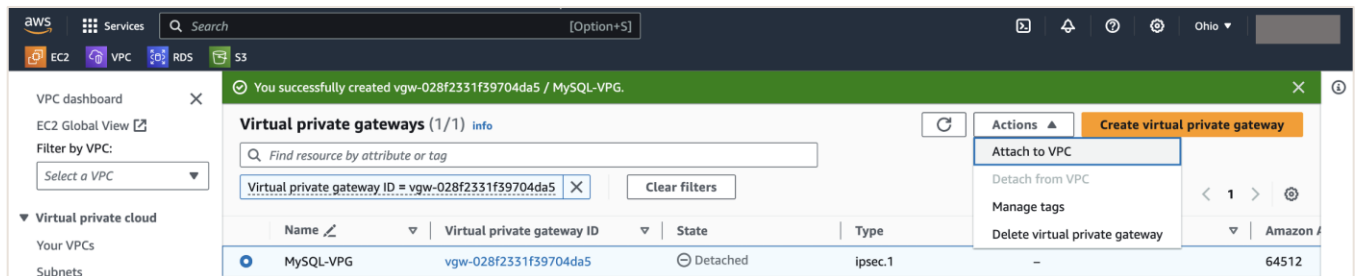 aws Services Search [Option+S] Ohio ▼
EC2 VPC RDS S3
VPC dashboard
EC2 Global View
Filter by VPC:
Select a VPC
▼ Virtual private cloud
Your VPCs
Subnets
You successfully created vgw-028f2331f39704da5 / MySQL-VPG.
Virtual private gateways (1/1) info
Actions ▲ Create virtual private gateway
Find resource by attribute or tag
Attach to VPC
Detach from VPC
Manage tags
Delete virtual private gateway
Virtual private gateway ID = vgw-028f2331f39704da5 Clear filters
< 1 >
Name Virtual private gateway ID State Type Amazon
MySQL-VPG vgw-028f2331f39704da5 Detached ipsec.1 – 64512